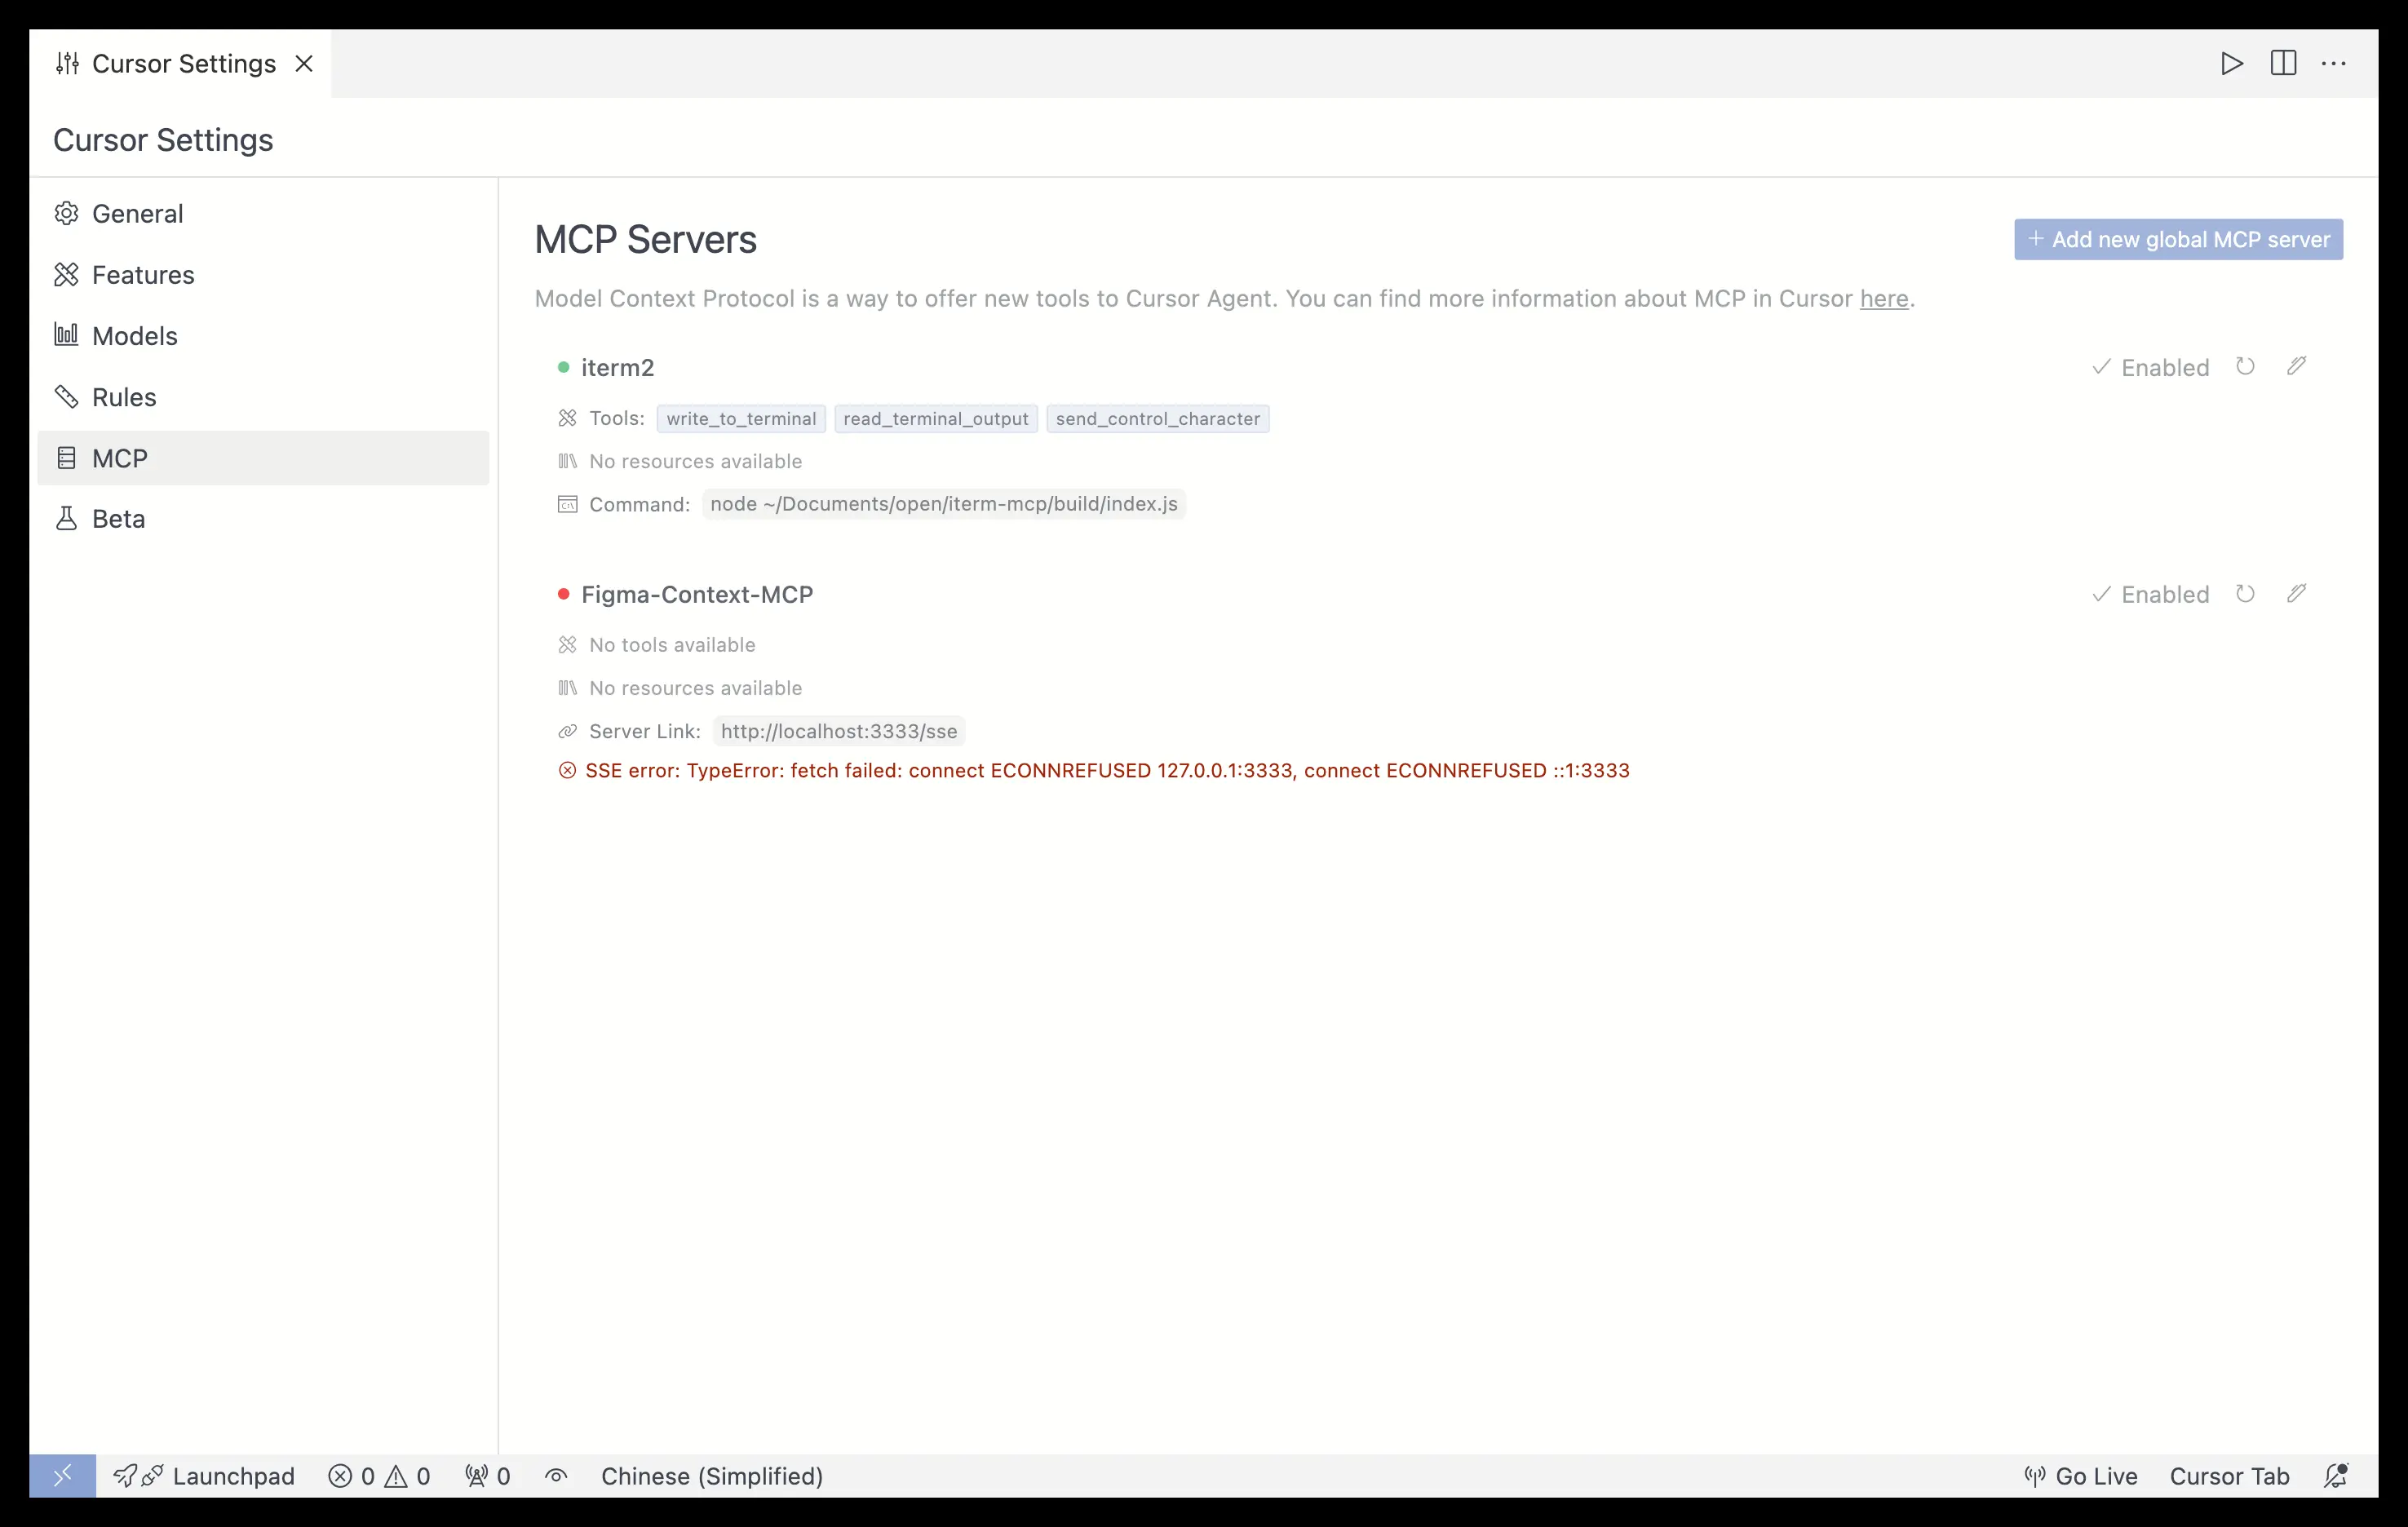 Cursor Settings
Cursor Settings
General
Features
Models
Rules
MCP
Beta
MCP Servers
+ Add new global MCP server
Model Context Protocol is a way to offer new tools to Cursor Agent. You can find more information about MCP in Cursor here.
iterm2
Enabled
Tools: write_to_terminal read_terminal_output send_control_character
No resources available
Command: node ~/Documents/open/iterm-mcp/build/index.js
Figma-Context-MCP
Enabled
No tools available
No resources available
Server Link: http://localhost:3333/sse
SSE error: TypeError: fetch failed: connect ECONNREFUSED 127.0.0.1:3333, connect ECONNREFUSED ::1:3333
Launchpad 0 0 0 Chinese (Simplified) Go Live Cursor Tab